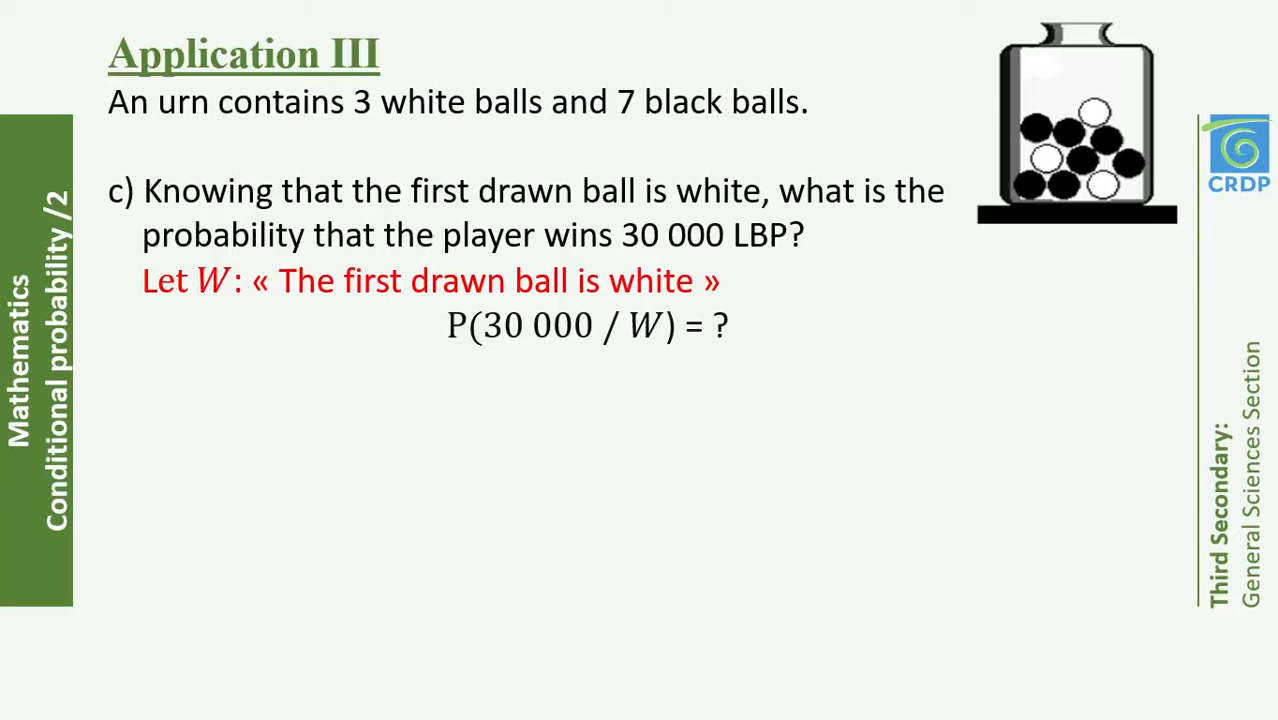 Application III
An urn contains 3 white balls and 7 black balls.
c) Knowing that the first drawn ball is white, what is the
probability that the player wins 30 000 LBP?
Let W: « The first drawn ball is white »
P(30 000 / W) = ?
Mathematics
Conditional probability /2
CRDP
Third Secondary:
General Sciences Section